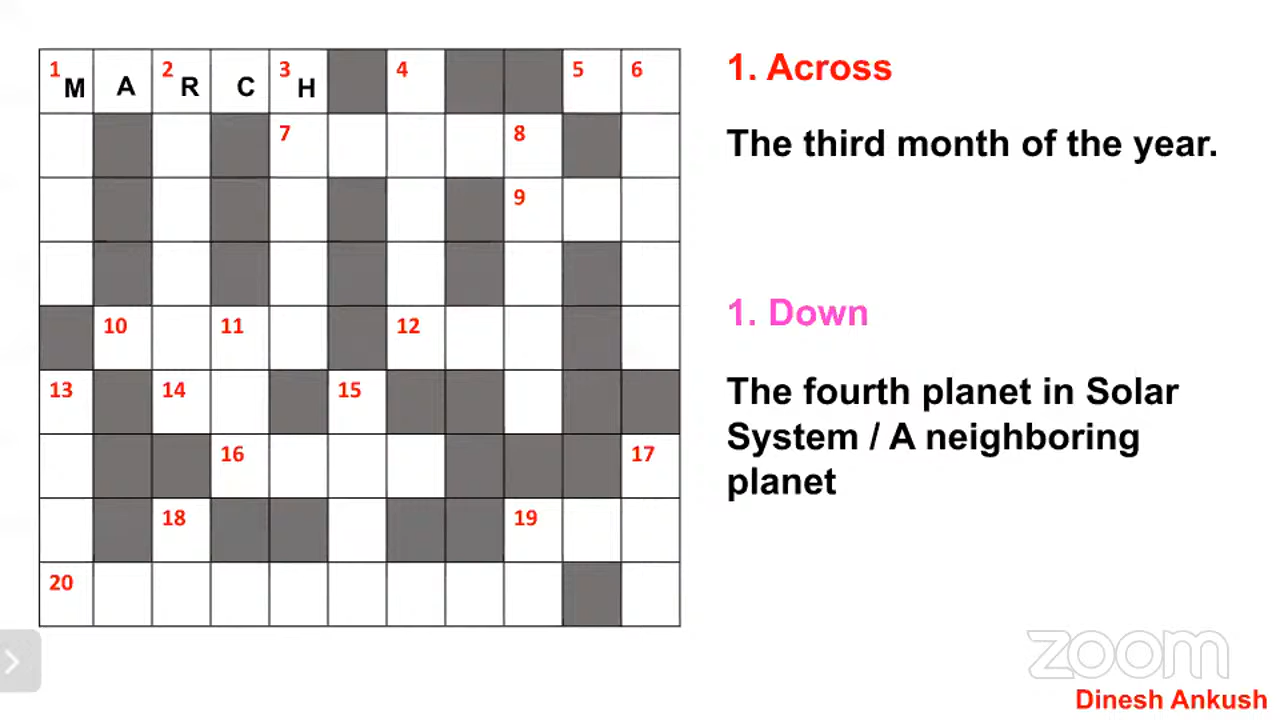 1 M A 2 R C 3 H 4 5 6
7 8
9
10 11 12
13 14 15
16 17
18 19
20
1. Across
The third month of the year.
1. Down
The fourth planet in Solar
System / A neighboring
planet
zoom
Dinesh Ankush